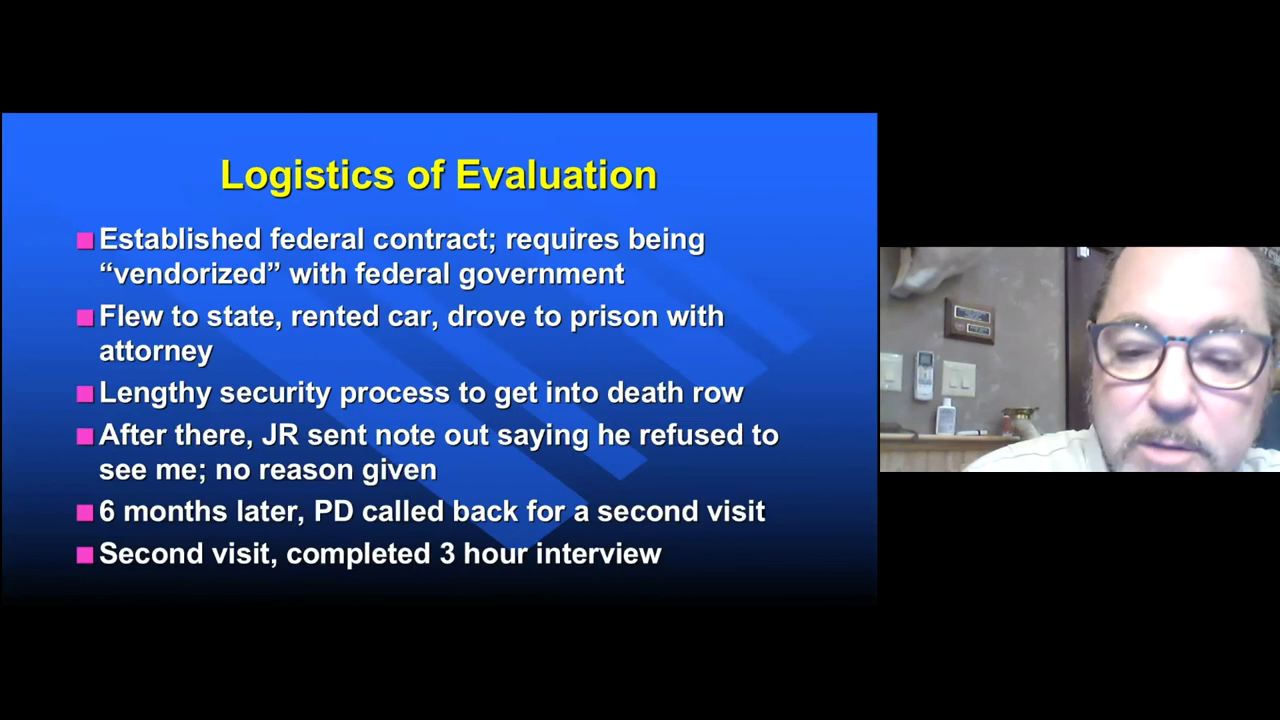 Logistics of Evaluation
Established federal contract; requires being
“vendorized” with federal government
Flew to state, rented car, drove to prison with
attorney
Lengthy security process to get into death row
After there, JR sent note out saying he refused to
see me; no reason given
6 months later, PD called back for a second visit
Second visit, completed 3 hour interview